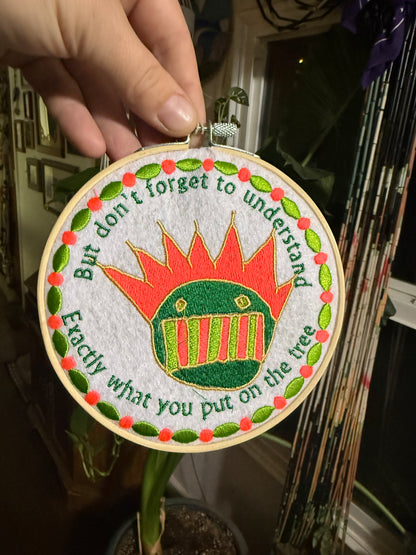 But don't forget to understand
Exactly what you put on the tree